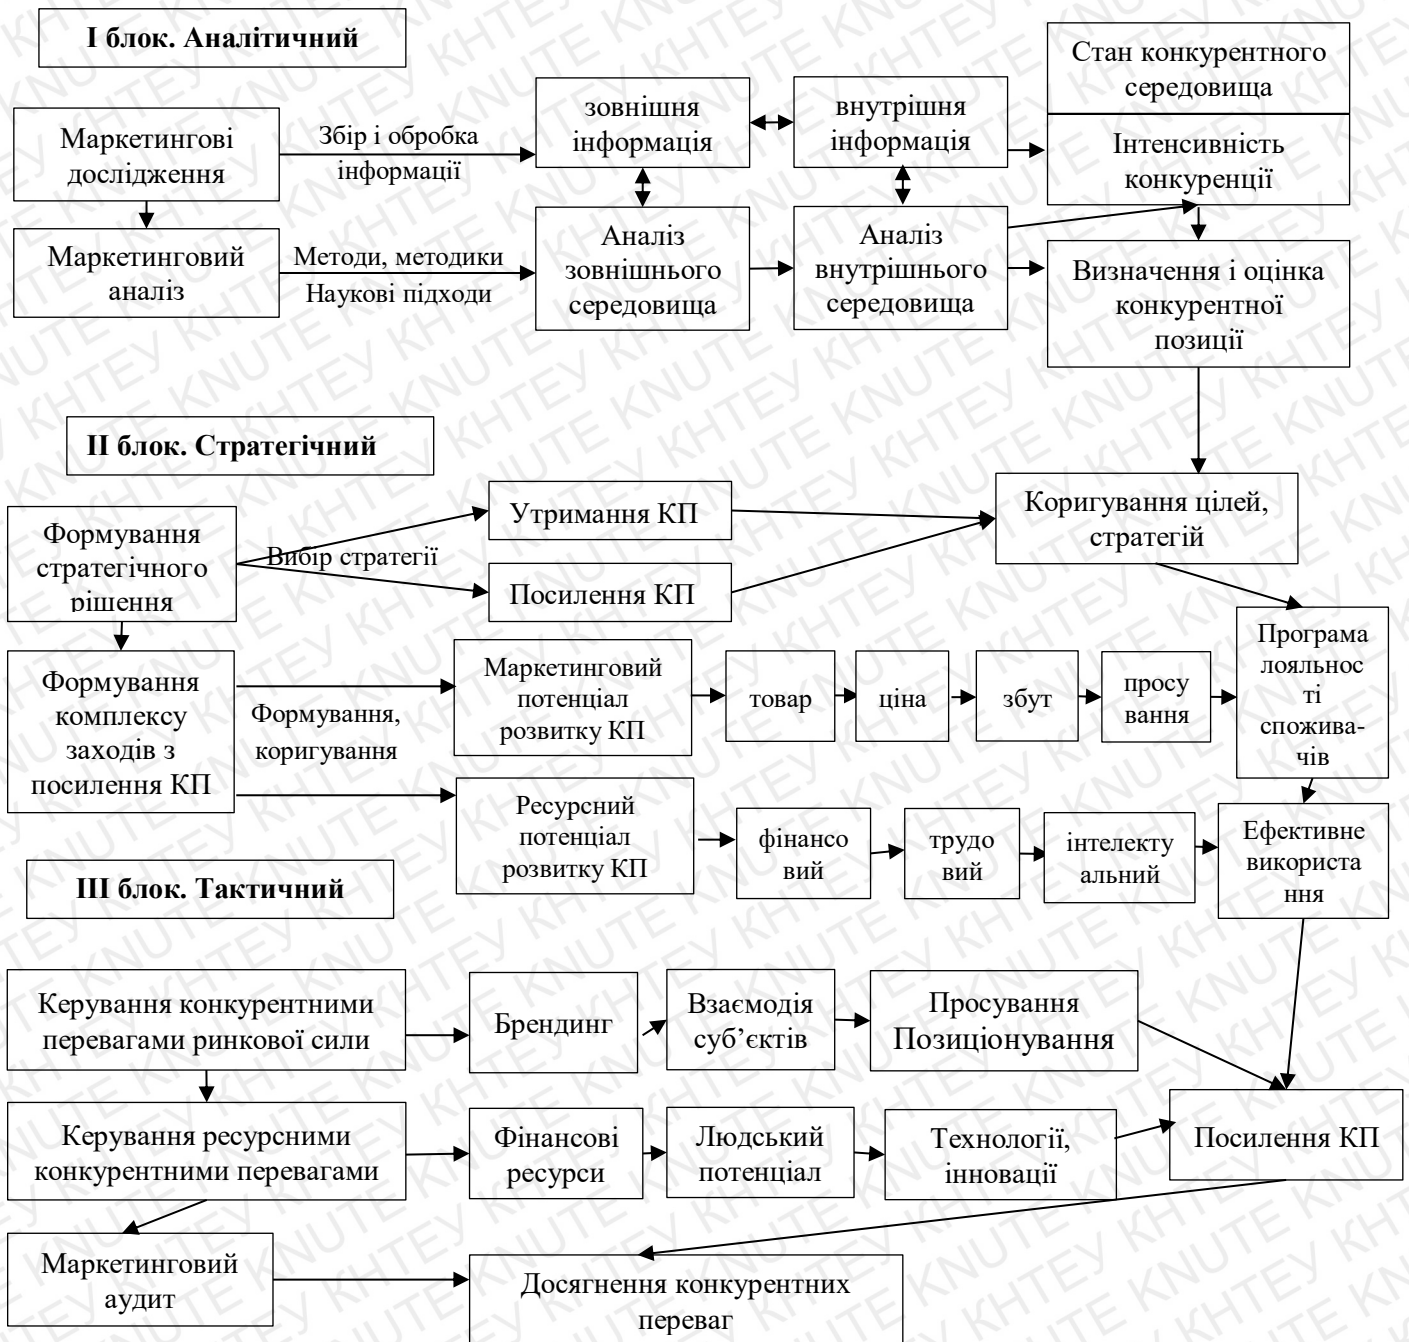 І блок. Аналітичний
Стан конкурентного
середовища
Маркетингові
дослідження
Збір і обробка
інформації
зовнішня
інформація
внутрішня
інформація
Інтенсивність
конкуренції
Маркетинговий
аналіз
Методи, методики
Наукові підходи
Аналіз
зовнішнього
середовища
Аналіз
внутрішнього
середовища
Визначення і оцінка
конкурентної
позиції
ІІ блок. Стратегічний
Формування
стратегічного
рішення
Вибір стратегії
Утримання КП
Посилення КП
Коригування цілей,
стратегій
Формування
комплексу
заходів з
посилення КП
Формування,
коригування
Маркетинговий
потенціал
розвитку КП
товар
ціна
збут
просу
вання
Програма
лояльнос
ті
спожива-
чів
Ресурсний
потенціал
розвитку КП
фінансо
вий
трудо
вий
інтелекту
альний
Ефективне
використа
ння
ІІІ блок. Тактичний
Керування конкурентними
перевагами ринкової сили
Брендинг
Взаємодія
суб’єктів
Просування
Позиціонування
Керування ресурсними
конкурентними перевагами
Фінансові
ресурси
Людський
потенціал
Технології,
інновації
Посилення КП
Маркетинговий
аудит
Досягнення конкурентних
переваг